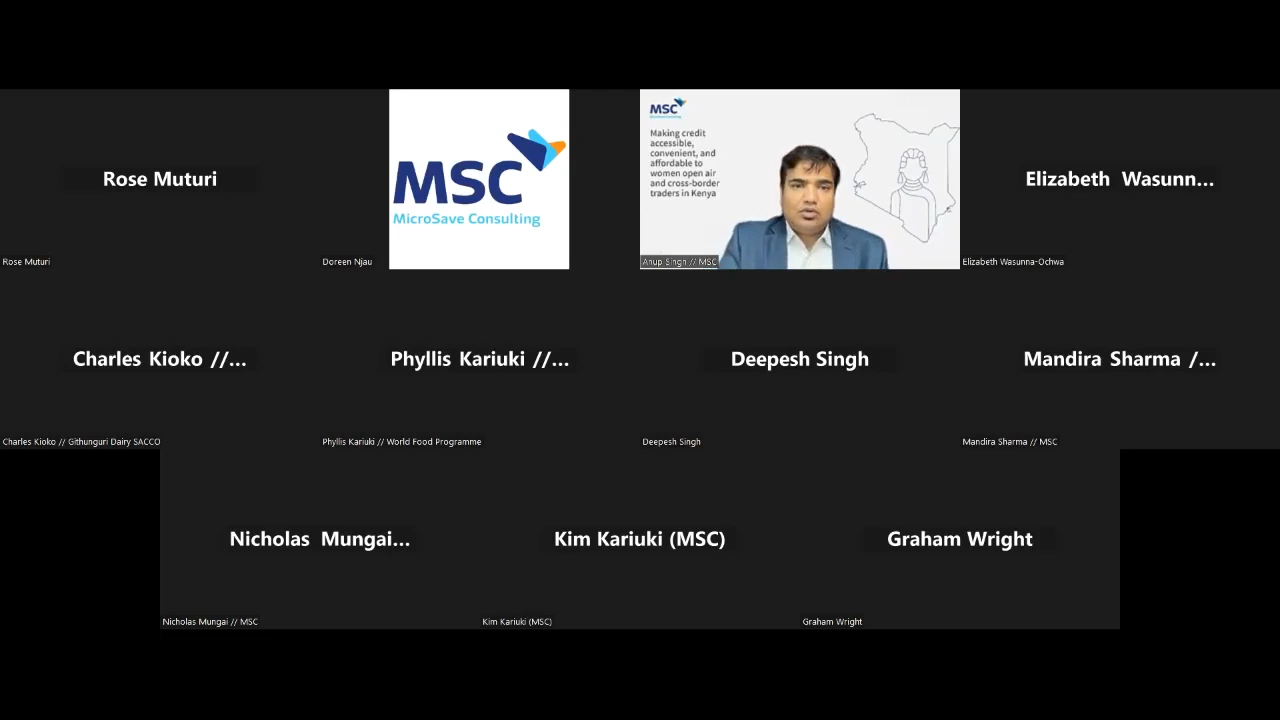 Rose Muturi
Rose Muturi
MSC
MicroSave Consulting
Doreen Njau
MSC
MicroSave Consulting
Making credit
accessible,
convenient, and
affordable to
women open air
and cross-border
traders in Kenya
Anup Singh // MSC
Elizabeth Wasunn...
Elizabeth Wasunna-Ochwa
Charles Kioko //...
Charles Kioko // Githunguri Dairy SACCO
Phyllis Kariuki //...
Phyllis Kariuki // World Food Programme
Deepesh Singh
Deepesh Singh
Mandira Sharma /...
Mandira Sharma // MSC
Nicholas Mungai...
Nicholas Mungai // MSC
Kim Kariuki (MSC)
Kim Kariuki (MSC)
Graham Wright
Graham Wright